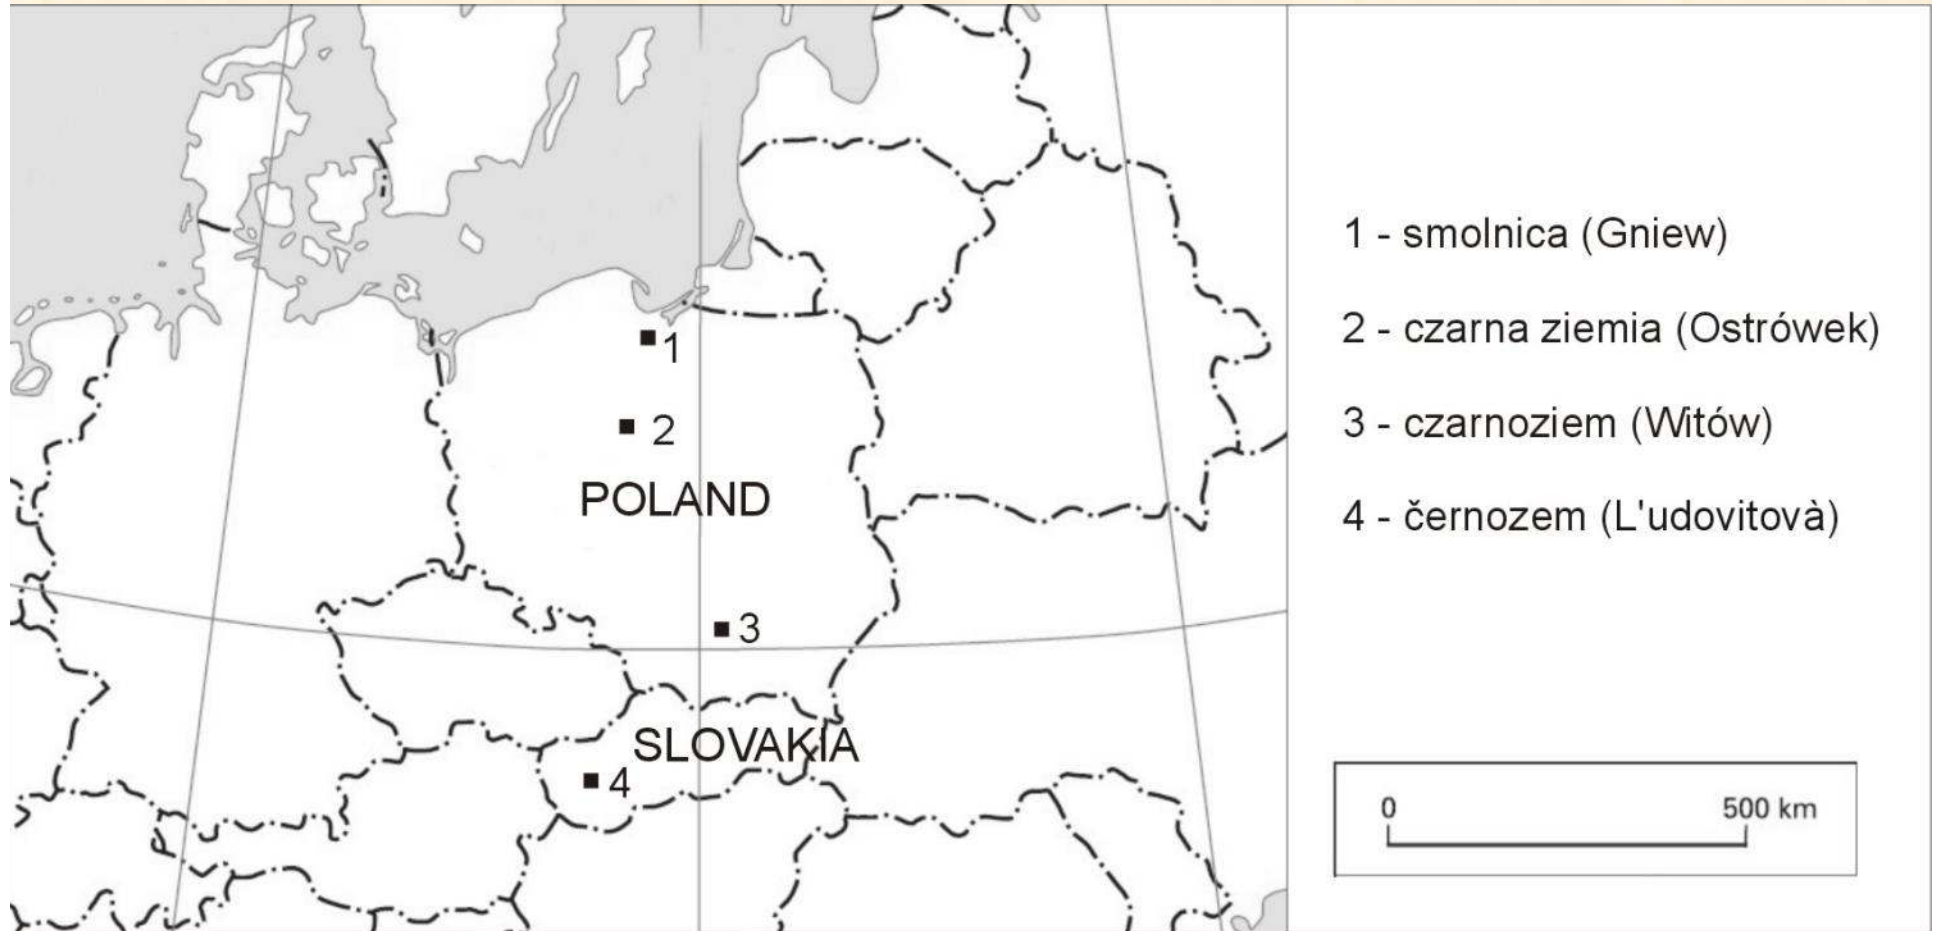 1
2
POLAND
3
SLOVAKIA
4
1 - smolnica (Gniew)
2 - czarna ziemia (Ostrówek)
3 - czarnoziem (Witów)
4 - černozem (L'udovitovà)
0 500 km